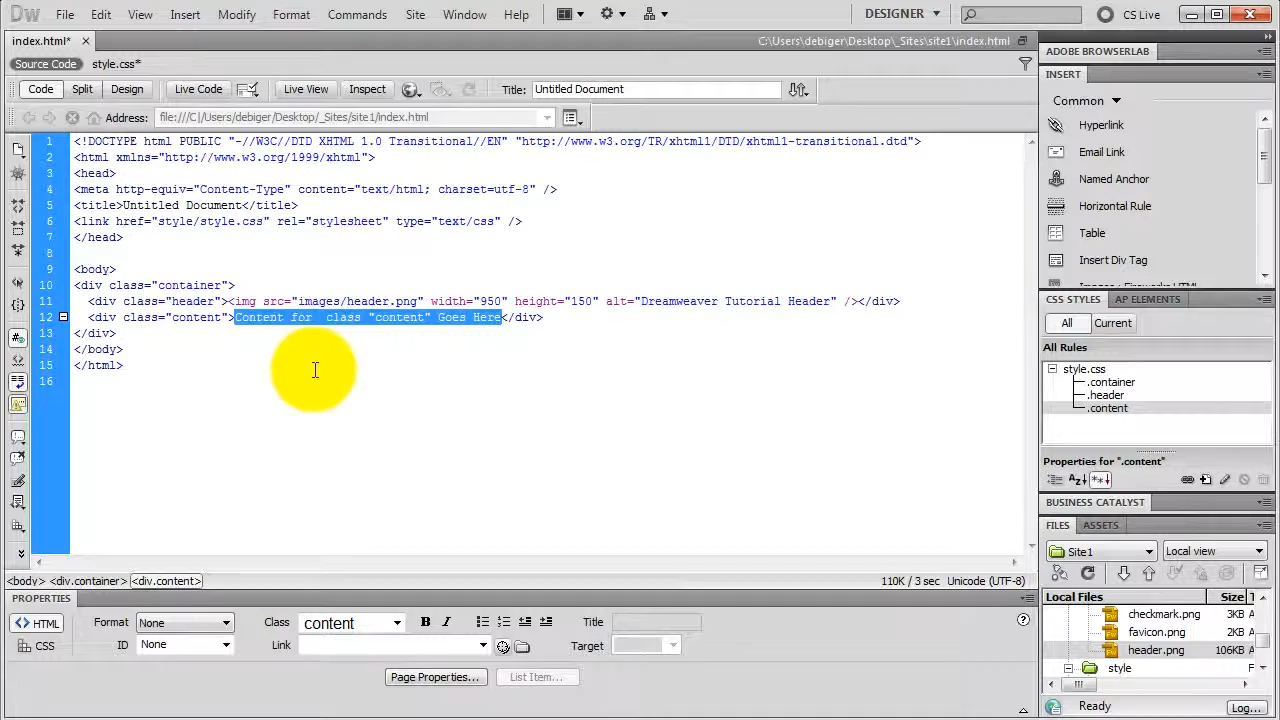 Dw File Edit View Insert Modify Format Commands Site Window Help DESIGNER CS Live
index.html* C:\Users\debiger\Desktop\_Sites\site1\index.html
Source Code style.css*
Code Split Design Live Code Live View Inspect Title: Untitled Document
Address: file:///C|/Users/debiger/Desktop/_Sites/site1/index.html
1 <!DOCTYPE html PUBLIC "-//W3C//DTD XHTML 1.0 Transitional//EN" "http://www.w3.org/TR/xhtml1/DTD/xhtml1-transitional.dtd">
2 <html xmlns="http://www.w3.org/1999/xhtml">
3 <head>
4 <meta http-equiv="Content-Type" content="text/html; charset=utf-8" />
5 <title>Untitled Document</title>
6 <link href="style/style.css" rel="stylesheet" type="text/css" />
7 </head>
8
9 <body>
10 <div class="container">
11 <div class="header"><img src="images/header.png" width="950" height="150" alt="Dreamweaver Tutorial Header" /></div>
12 <div class="content">Content for  class "content" Goes Here</div>
13 </div>
14 </body>
15 </html>
16
<body> <div.container> <div.content> 110K / 3 sec Unicode (UTF-8)
PROPERTIES
<> HTML Format None Class content B I Title
CSS ID None Link Target
Page Properties... List Item...
ADOBE BROWSERLAB
INSERT
Common
Hyperlink
Email Link
Named Anchor
Horizontal Rule
Table
Insert Div Tag
CSS STYLES AP ELEMENTS
All Current
All Rules
style.css
.container
.header
.content
Properties for ".content"
BUSINESS CATALYST
FILES ASSETS
Site1 Local view
Local Files Size T
checkmark.png 3KB A
favicon.png 2KB A
header.png 106KB A
style F
Ready Log...